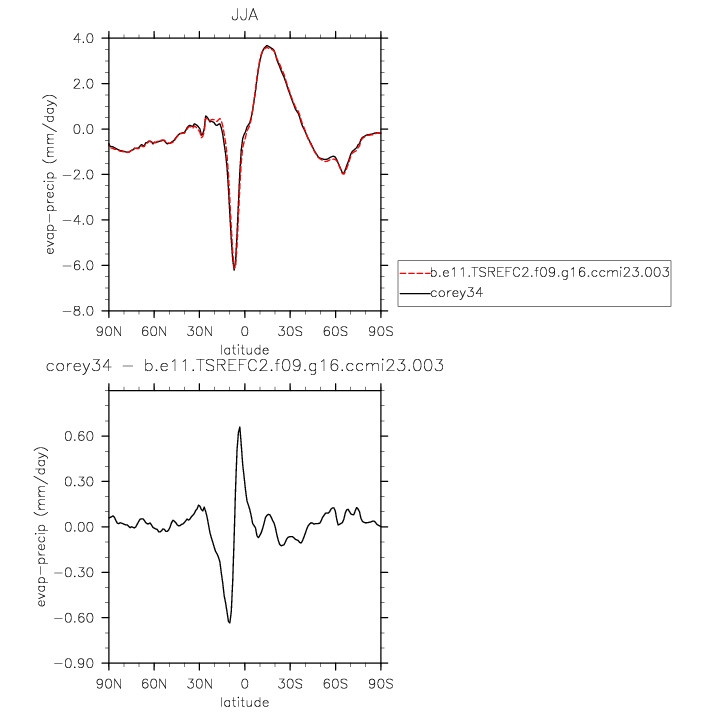 JJA
4.0
2.0
0.0
−2.0
−4.0
−6.0
−8.0
evap−precip (mm/day)
90N 60N 30N 0 30S 60S 90S
latitude
b.e11.TSREFC2.f09.g16.ccmi23.003
corey34
corey34 − b.e11.TSREFC2.f09.g16.ccmi23.003
0.60
0.30
0.00
−0.30
−0.60
−0.90
evap−precip (mm/day)
90N 60N 30N 0 30S 60S 90S
latitude